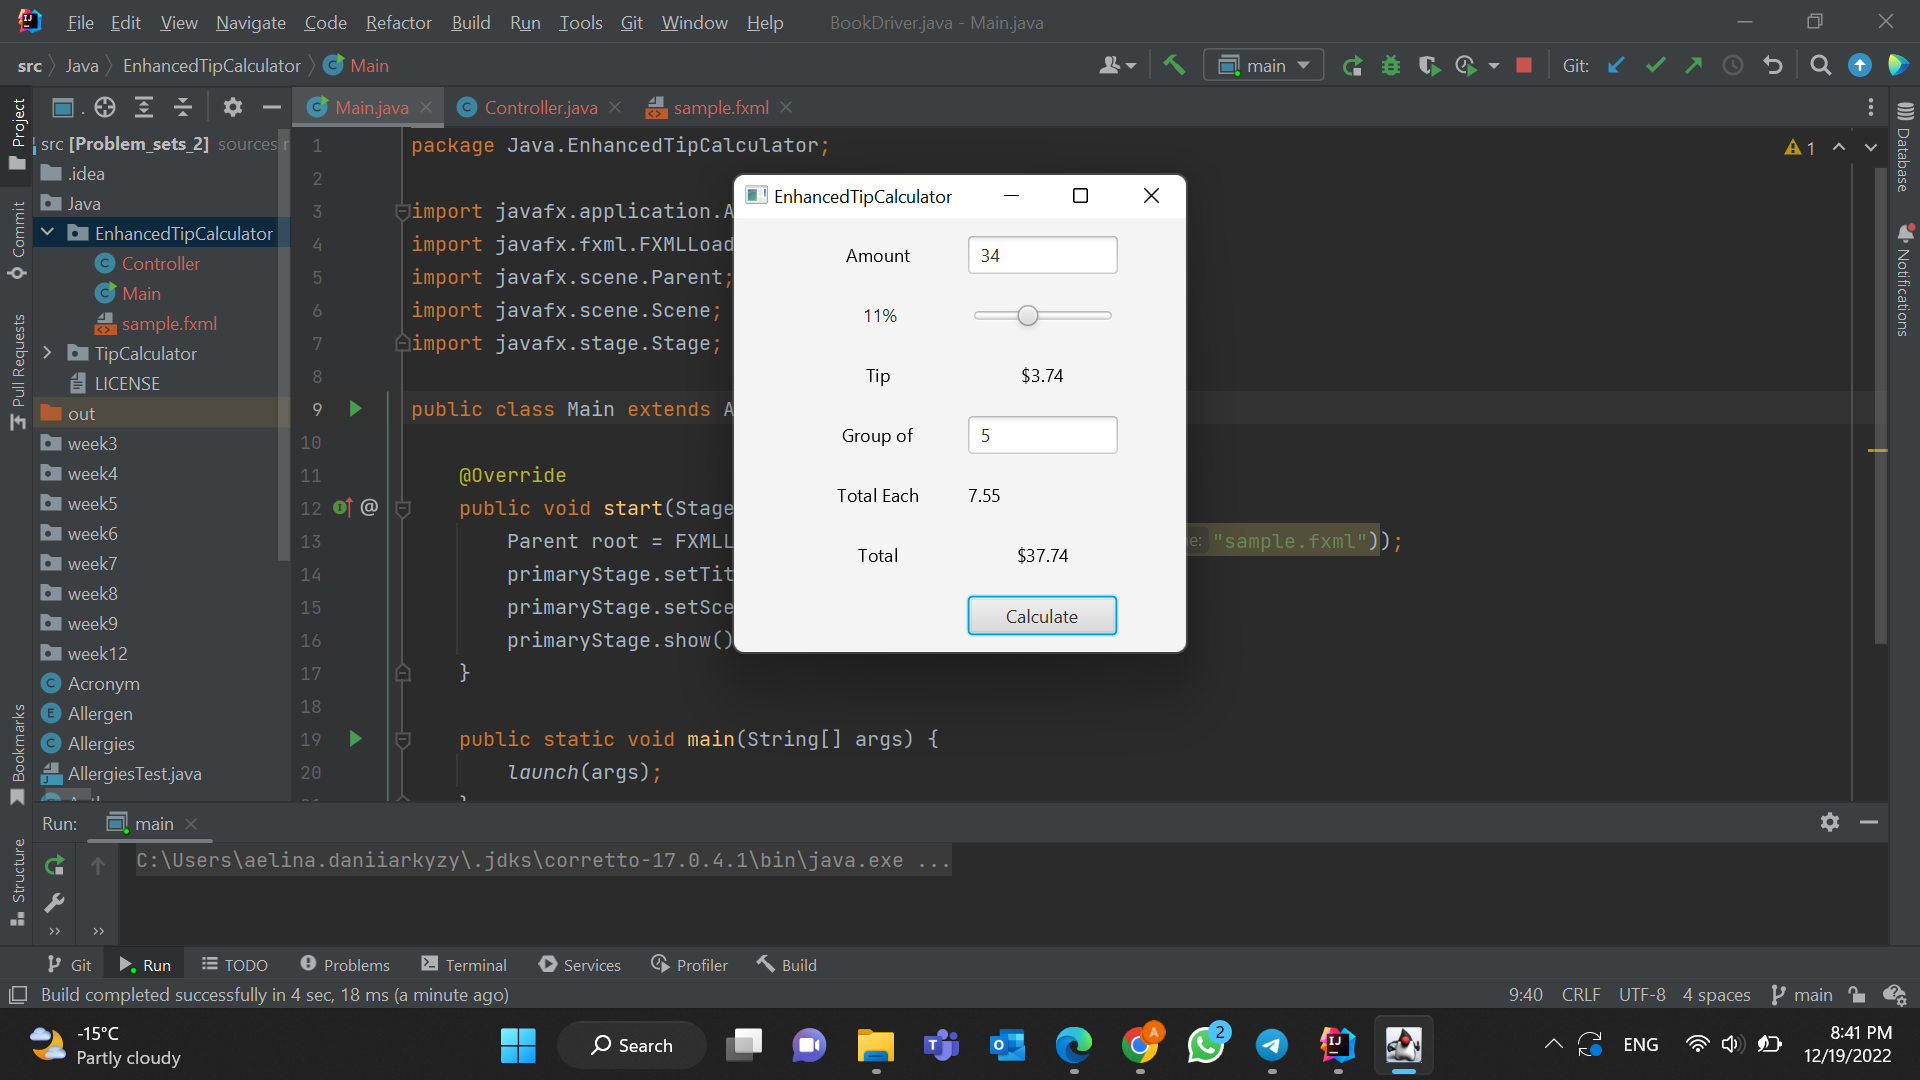 File Edit View Navigate Code Refactor Build Run Tools Git Window Help BookDriver.java - Main.java
src Java EnhancedTipCalculator Main main Git:
Project
Commit
Pull Requests
Bookmarks
Structure
src [Problem_sets_2] sources r
.idea
Java
EnhancedTipCalculator
Controller
Main
sample.fxml
TipCalculator
LICENSE
out
week3
week4
week5
week6
week7
week8
week9
week12
Acronym
Allergen
Allergies
AllergiesTest.java
Main.java Controller.java sample.fxml
1
1 package Java.EnhancedTipCalculator;
2
3 import javafx.application.A
4 import javafx.fxml.FXMLLoad
5 import javafx.scene.Parent;
6 import javafx.scene.Scene;
7 import javafx.stage.Stage;
8
9 public class Main extends A
10
11 @Override
12 @ public void start(Stage
13 Parent root = FXMLL e: "sample.fxml"));
14 primaryStage.setTit
15 primaryStage.setSce
16 primaryStage.show()
17 }
18
19 public static void main(String[] args) {
20 launch(args);
EnhancedTipCalculator
Amount 34
11%
Tip $3.74
Group of 5
Total Each 7.55
Total $37.74
Calculate
Database
Notifications
Run: main
C:\Users\aelina.daniiarkyzy\.jdks\corretto-17.0.4.1\bin\java.exe ...
Git Run TODO Problems Terminal Services Profiler Build
Build completed successfully in 4 sec, 18 ms (a minute ago) 9:40 CRLF UTF-8 4 spaces main
-15°C
Partly cloudy
Search
A
2
ENG
8:41 PM
12/19/2022